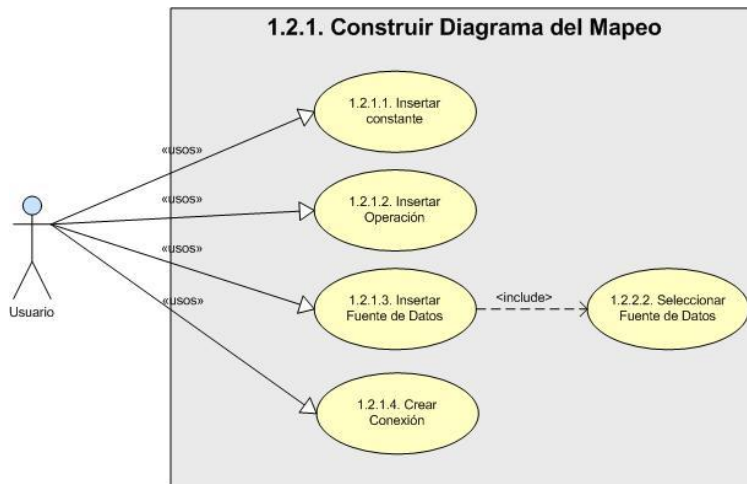 1.2.1. Construir Diagrama del Mapeo
1.2.1.1. Insertar
constante
«usos»
1.2.1.2. Insertar
Operación
«usos»
«usos»
1.2.1.3. Insertar
Fuente de Datos
<include>
1.2.2.2. Seleccionar
Fuente de Datos
«usos»
Usuario
1.2.1.4. Crear
Conexión